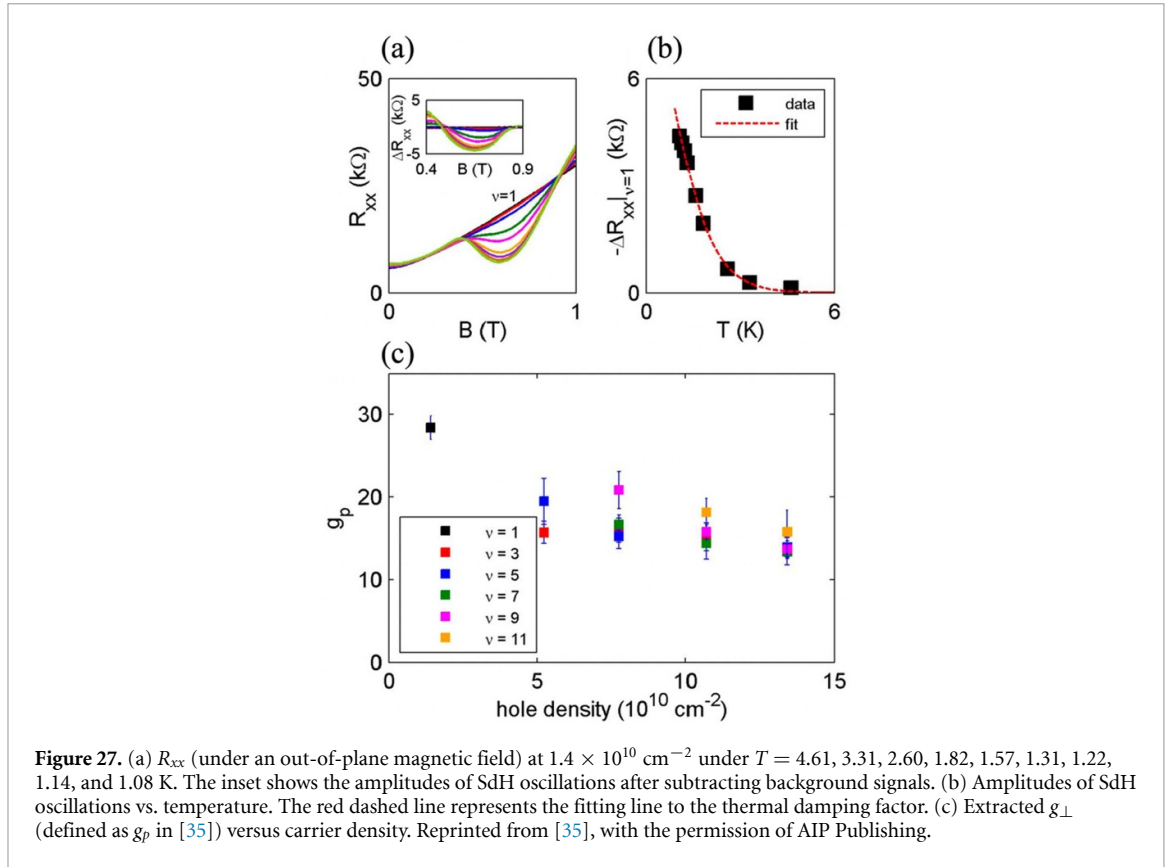 (a)
50
R_xx (kΩ)
0
0
1
B (T)
ν=1
5
-5
ΔR_xx (kΩ)
0.4
B (T)
0.9
(b)
6
-ΔR_xx|_ν=1 (kΩ)
0
0
6
T (K)
data
fit
(c)
30
20
10
0
g_p
ν = 1
ν = 3
ν = 5
ν = 7
ν = 9
ν = 11
0
5
10
15
hole density (10^10 cm^-2)
Figure 27. (a) R_xx (under an out-of-plane magnetic field) at 1.4 × 10^10 cm^−2 under T = 4.61, 3.31, 2.60, 1.82, 1.57, 1.31, 1.22,
1.14, and 1.08 K. The inset shows the amplitudes of SdH oscillations after subtracting background signals. (b) Amplitudes of SdH
oscillations vs. temperature. The red dashed line represents the fitting line to the thermal damping factor. (c) Extracted g_⊥
(defined as g_p in [35]) versus carrier density. Reprinted from [35], with the permission of AIP Publishing.